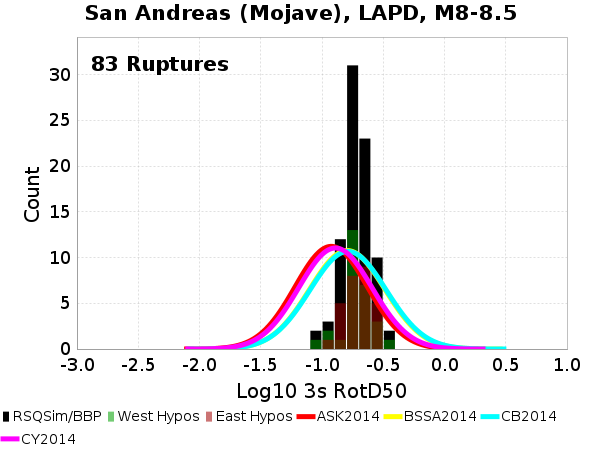 San Andreas (Mojave), LAPD, M8-8.5
83 Ruptures
Count
30
25
20
15
10
5
0
-3.0 -2.5 -2.0 -1.5 -1.0 -0.5 0.0 0.5 1.0
Log10 3s RotD50
RSQSim/BBP West Hypos East Hypos ASK2014 BSSA2014 CB2014
CY2014